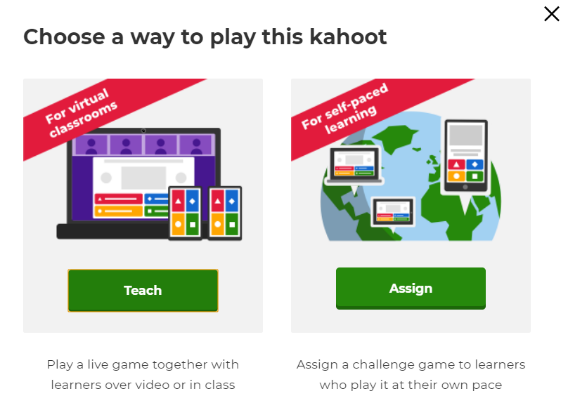 Choose a way to play this kahoot
For virtual
classrooms
Teach
Play a live game together with
learners over video or in class
For self-paced
learning
Assign
Assign a challenge game to learners
who play it at their own pace